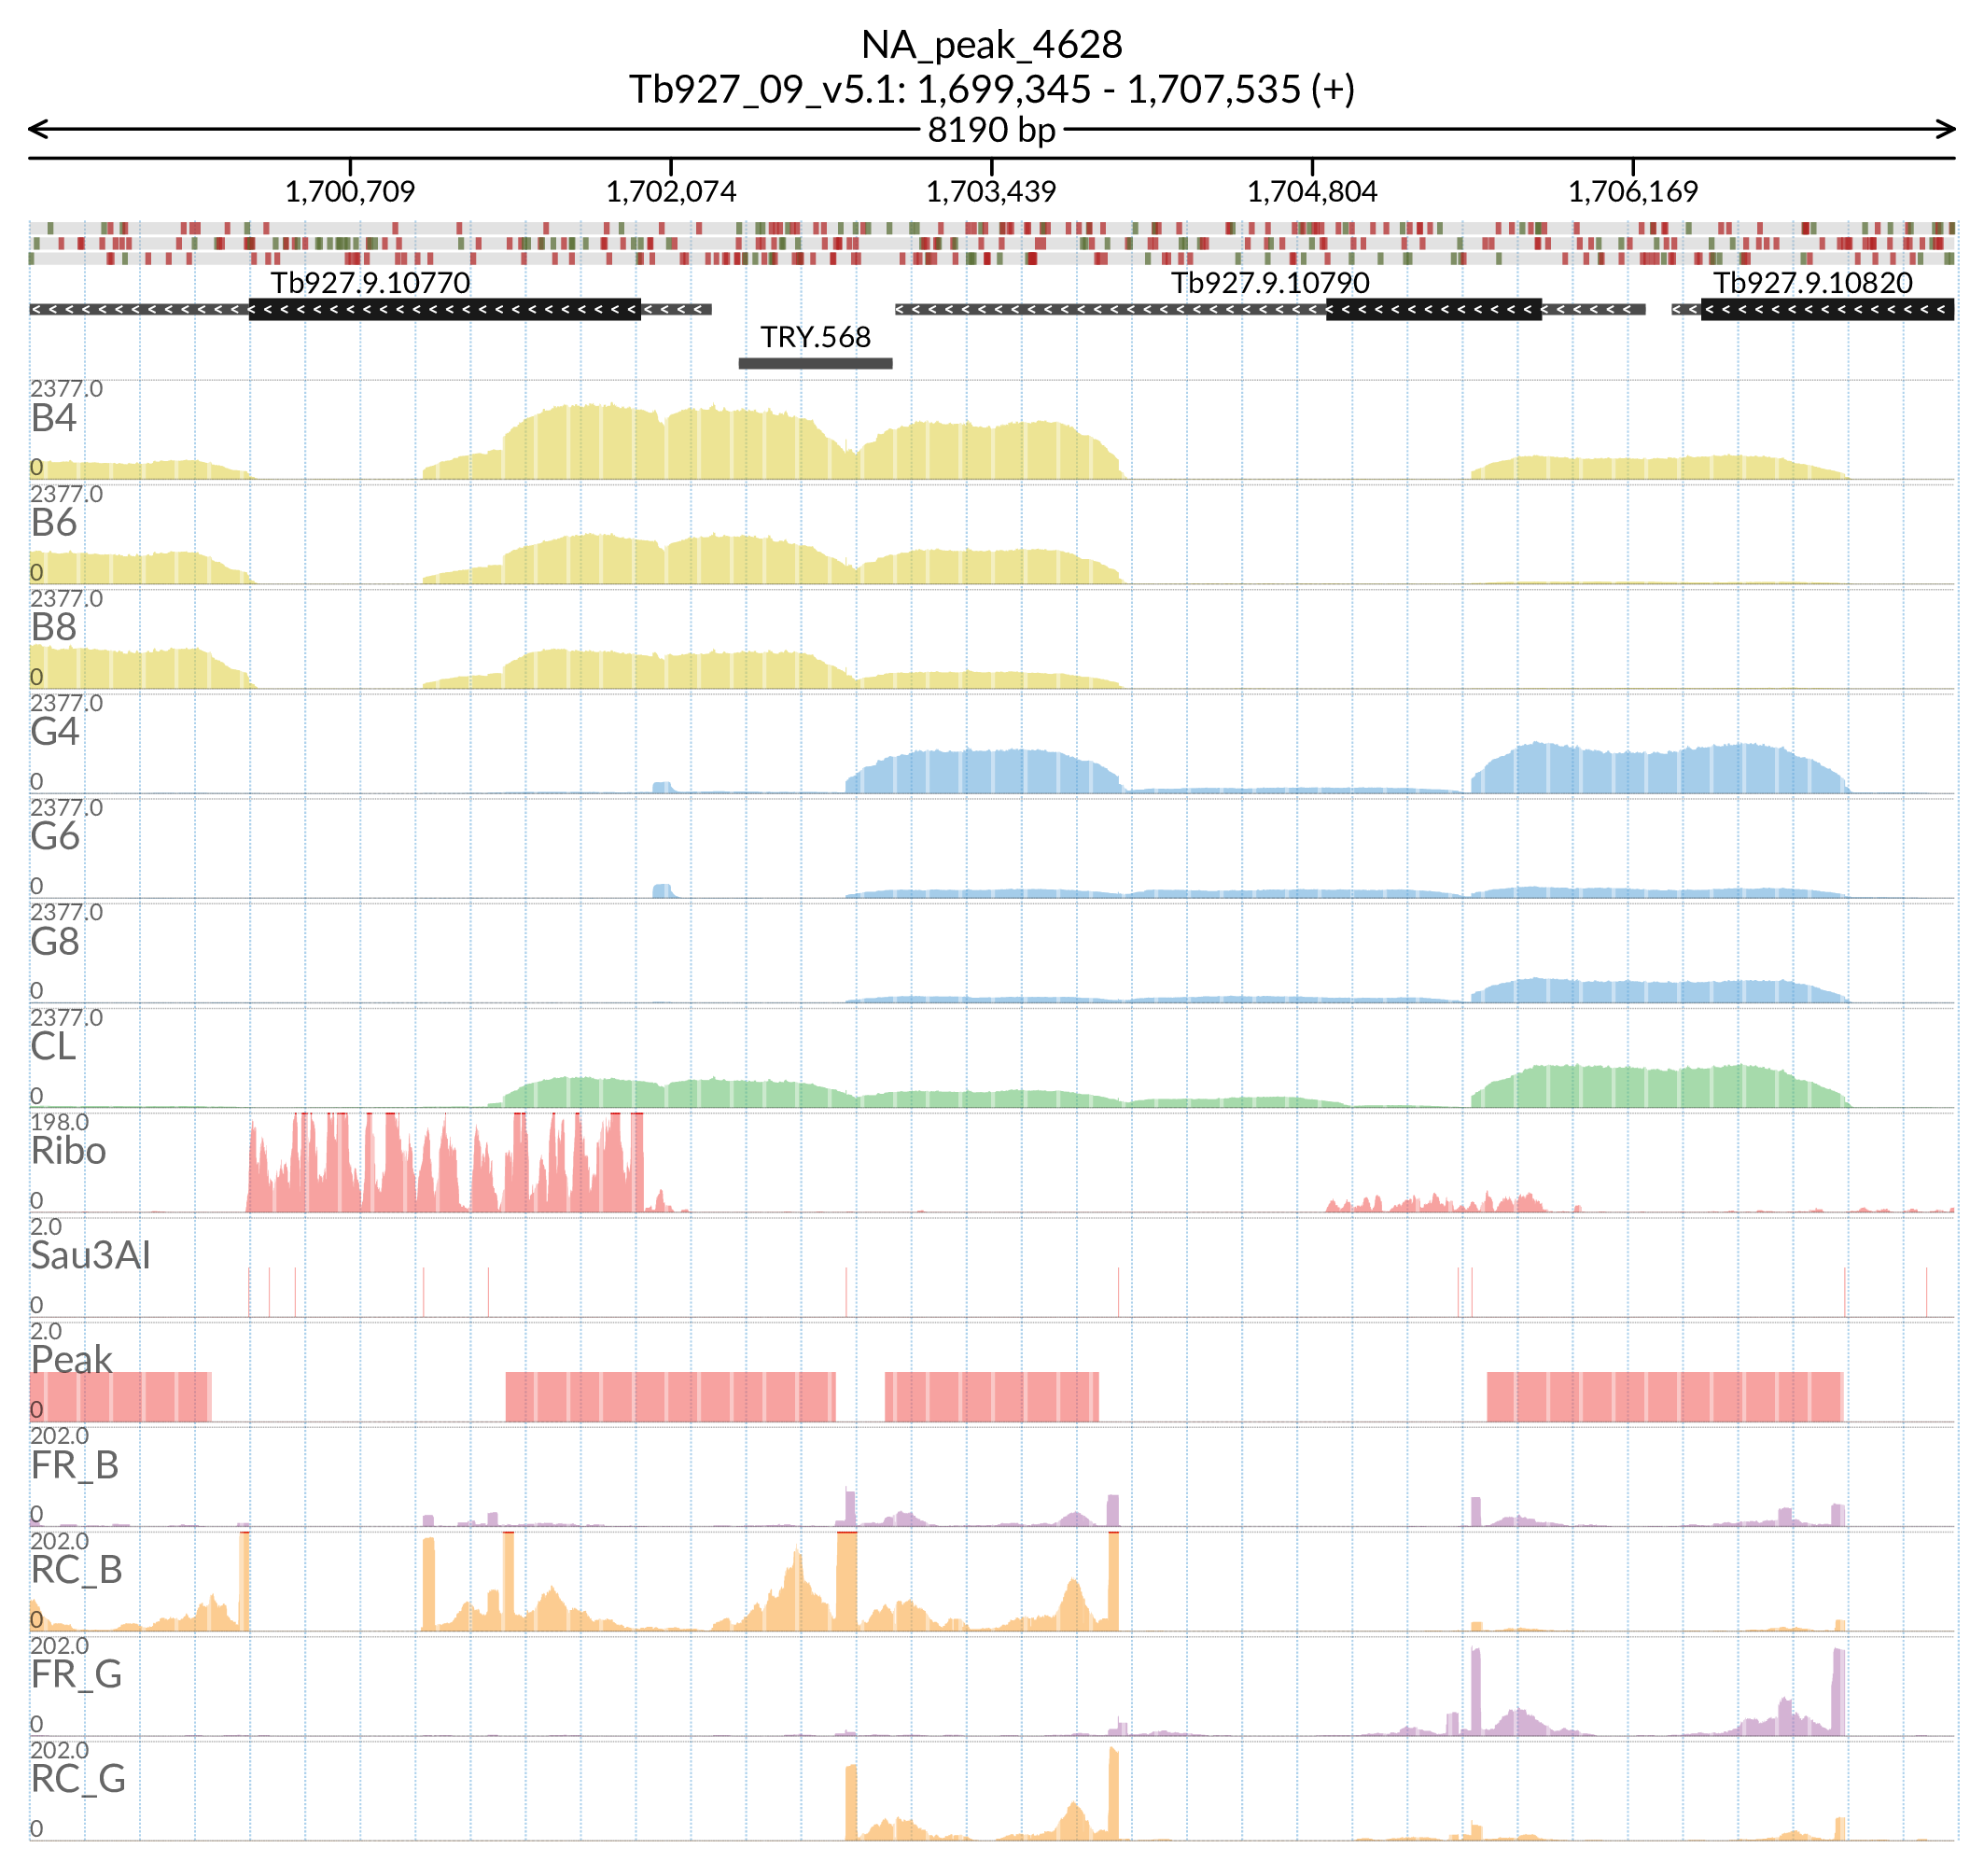 NA_peak_4628
Tb927_09_v5.1: 1,699,345 - 1,707,535 (+)
8190 bp
1,700,709 1,702,074 1,703,439 1,704,804 1,706,169
Tb927.9.10770 Tb927.9.10790 Tb927.9.10820
TRY.568
2377.0
B4
0
2377.0
B6
0
2377.0
B8
0
2377.0
G4
0
2377.0
G6
0
2377.0
G8
0
2377.0
CL
0
198.0
Ribo
0
2.0
Sau3AI
0
2.0
Peak
0
202.0
FR_B
0
202.0
RC_B
0
202.0
FR_G
0
202.0
RC_G
0